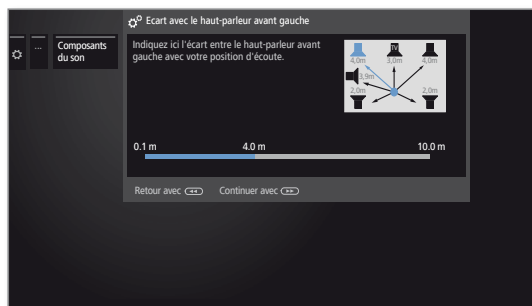 Ecart avec le haut-parleur avant gauche
...
Composants
du son
Indiquez ici l'écart entre le haut-parleur avant
gauche avec votre position d'écoute.
TV
4,0m 3,0m 4,0m
3,9m
2,0m 2,0m
0.1 m 4.0 m 10.0 m
Retour avec Continuer avec